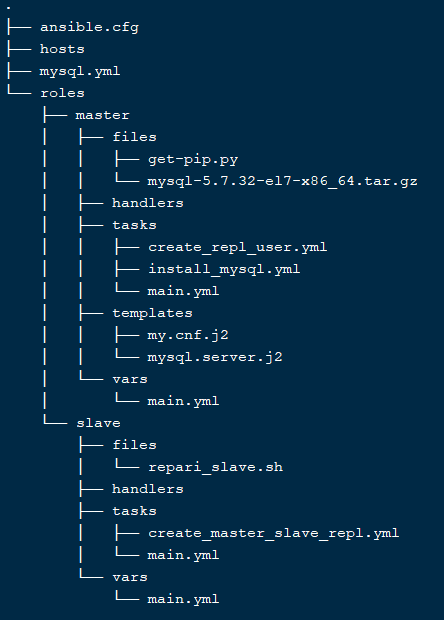 .
├── ansible.cfg
├── hosts
├── mysql.yml
└── roles
    ├── master
    │   ├── files
    │   │   ├── get-pip.py
    │   │   └── mysql-5.7.32-el7-x86_64.tar.gz
    │   ├── handlers
    │   ├── tasks
    │   │   ├── create_repl_user.yml
    │   │   ├── install_mysql.yml
    │   │   └── main.yml
    │   ├── templates
    │   │   ├── my.cnf.j2
    │   │   └── mysql.server.j2
    │   └── vars
    │       └── main.yml
    └── slave
        ├── files
        │   └── repari_slave.sh
        ├── handlers
        ├── tasks
        │   ├── create_master_slave_repl.yml
        │   └── main.yml
        └── vars
            └── main.yml